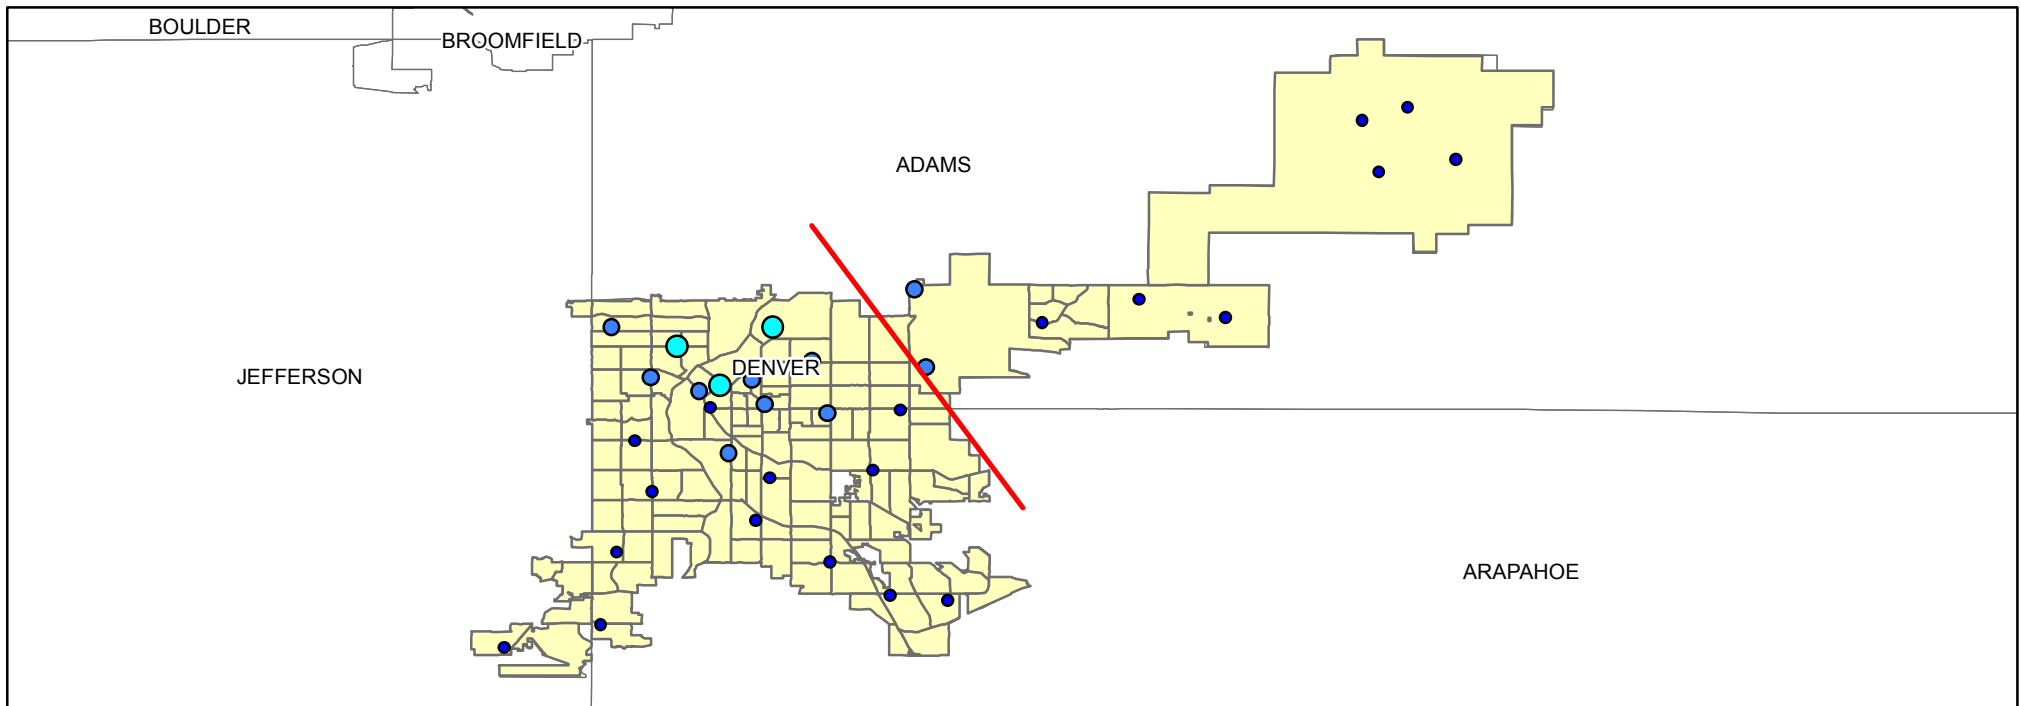 BOULDER
BROOMFIELD
ADAMS
DENVER
JEFFERSON
ARAPAHOE